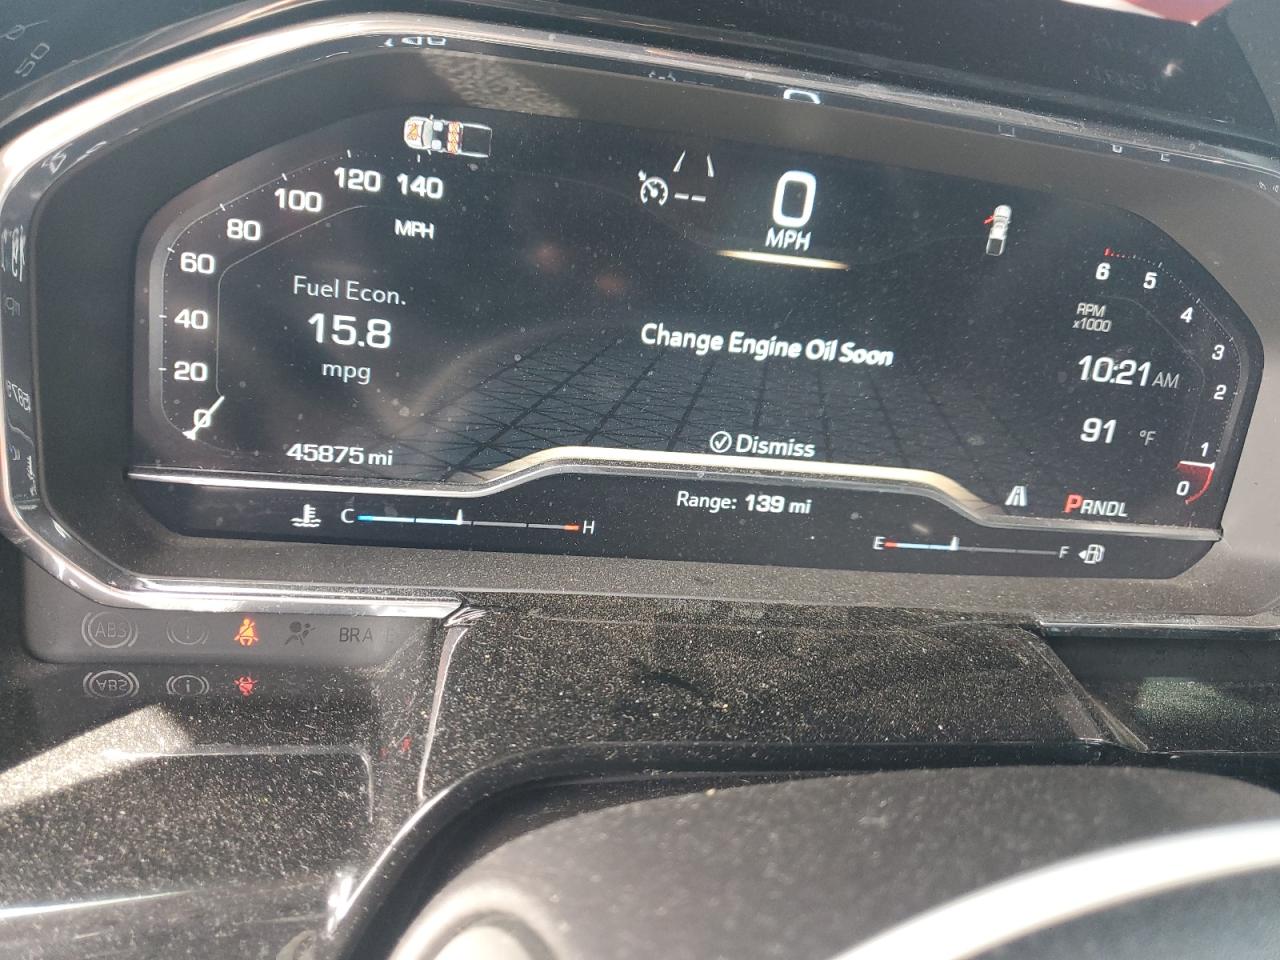 140
120
100
80
60
40
20
0
MPH
Fuel Econ.
15.8
mpg
45875 mi
--
0
MPH
Change Engine Oil Soon
Dismiss
Range: 139 mi
C
H
E
F
6
5
4
3
2
1
0
RPM
x1000
10:21 AM
91 °F
PRNDL
ABS
BRA